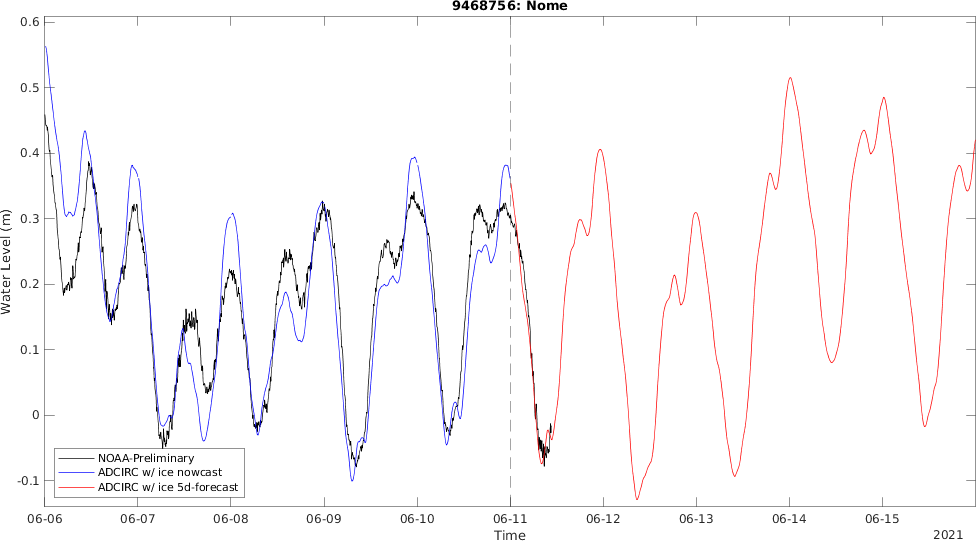 9468756: Nome
Water Level (m)
0.6
0.5
0.4
0.3
0.2
0.1
0
-0.1
NOAA-Preliminary
ADCIRC w/ ice nowcast
ADCIRC w/ ice 5d-forecast
06-06 06-07 06-08 06-09 06-10 06-11 06-12 06-13 06-14 06-15
Time
2021